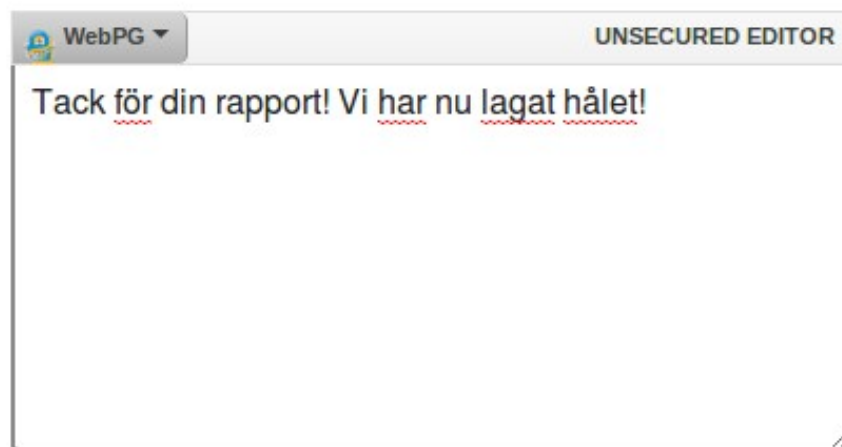 WebPG
UNSECURED EDITOR
Tack för din rapport! Vi har nu lagat hålet!